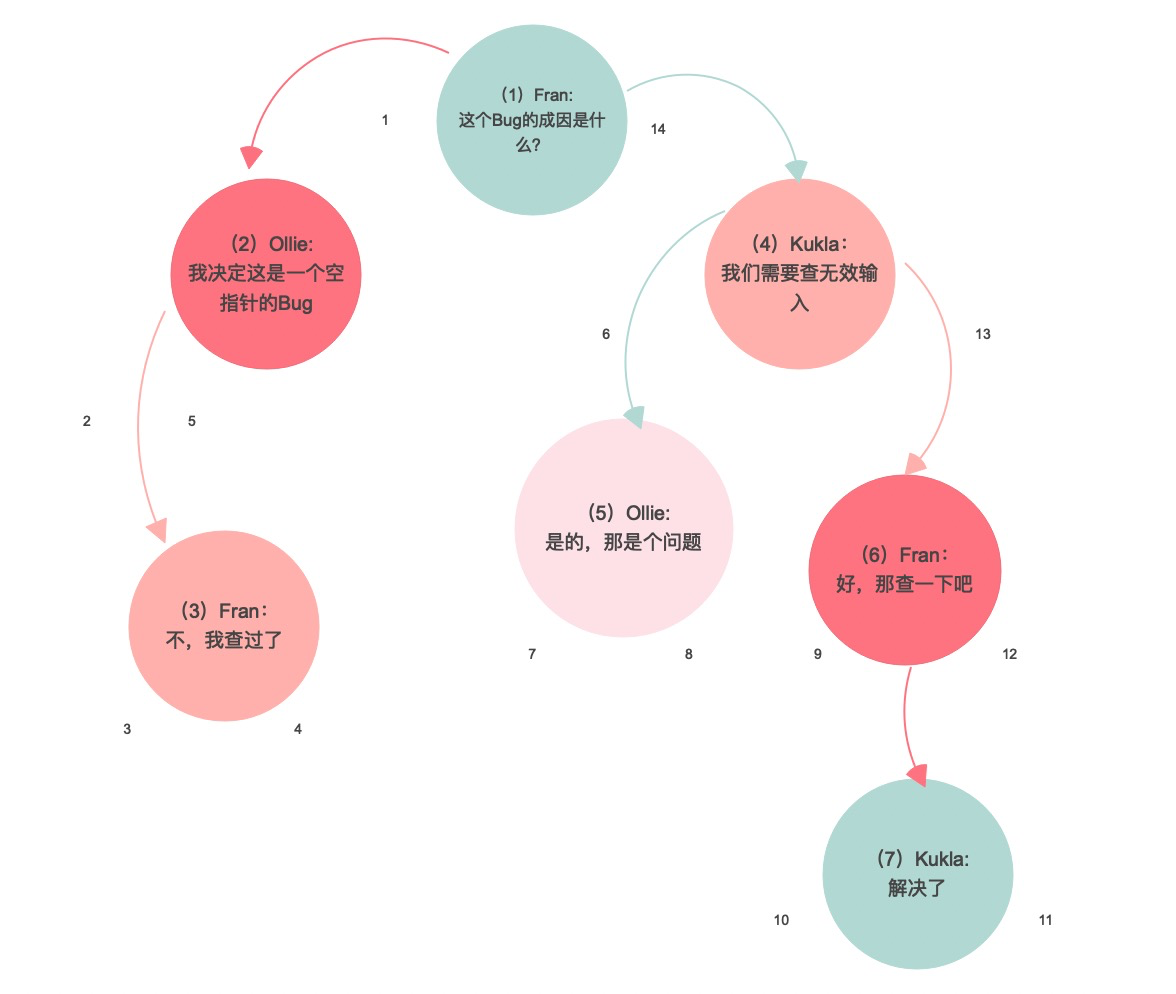 (1)Fran:
这个Bug的成因是什
么?
1
14
(2)Ollie:
我决定这是一个空
指针的Bug
(4)Kukla:
我们需要查无效输
入
6
13
2
5
(5)Ollie:
是的，那是个问题
(6)Fran:
好，那查一下吧
(3)Fran:
不，我查过了
7
8
9
12
3
4
(7)Kukla:
解决了
10
11